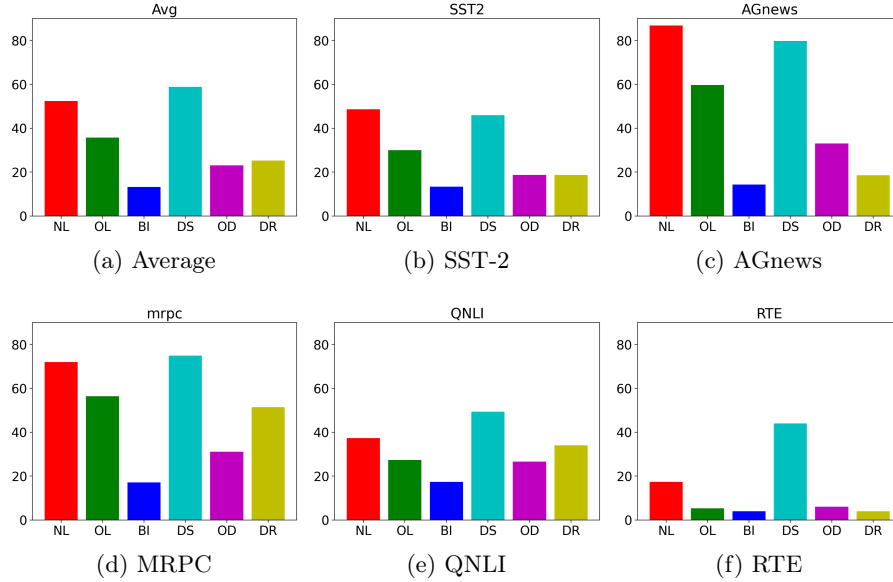 Avg
80
60
40
20
0
NL OL BI DS OD DR
(a) Average
SST2
80
60
40
20
0
NL OL BI DS OD DR
(b) SST-2
AGnews
80
60
40
20
0
NL OL BI DS OD DR
(c) AGnews
mrpc
80
60
40
20
0
NL OL BI DS OD DR
(d) MRPC
QNLI
80
60
40
20
0
NL OL BI DS OD DR
(e) QNLI
RTE
80
60
40
20
0
NL OL BI DS OD DR
(f) RTE